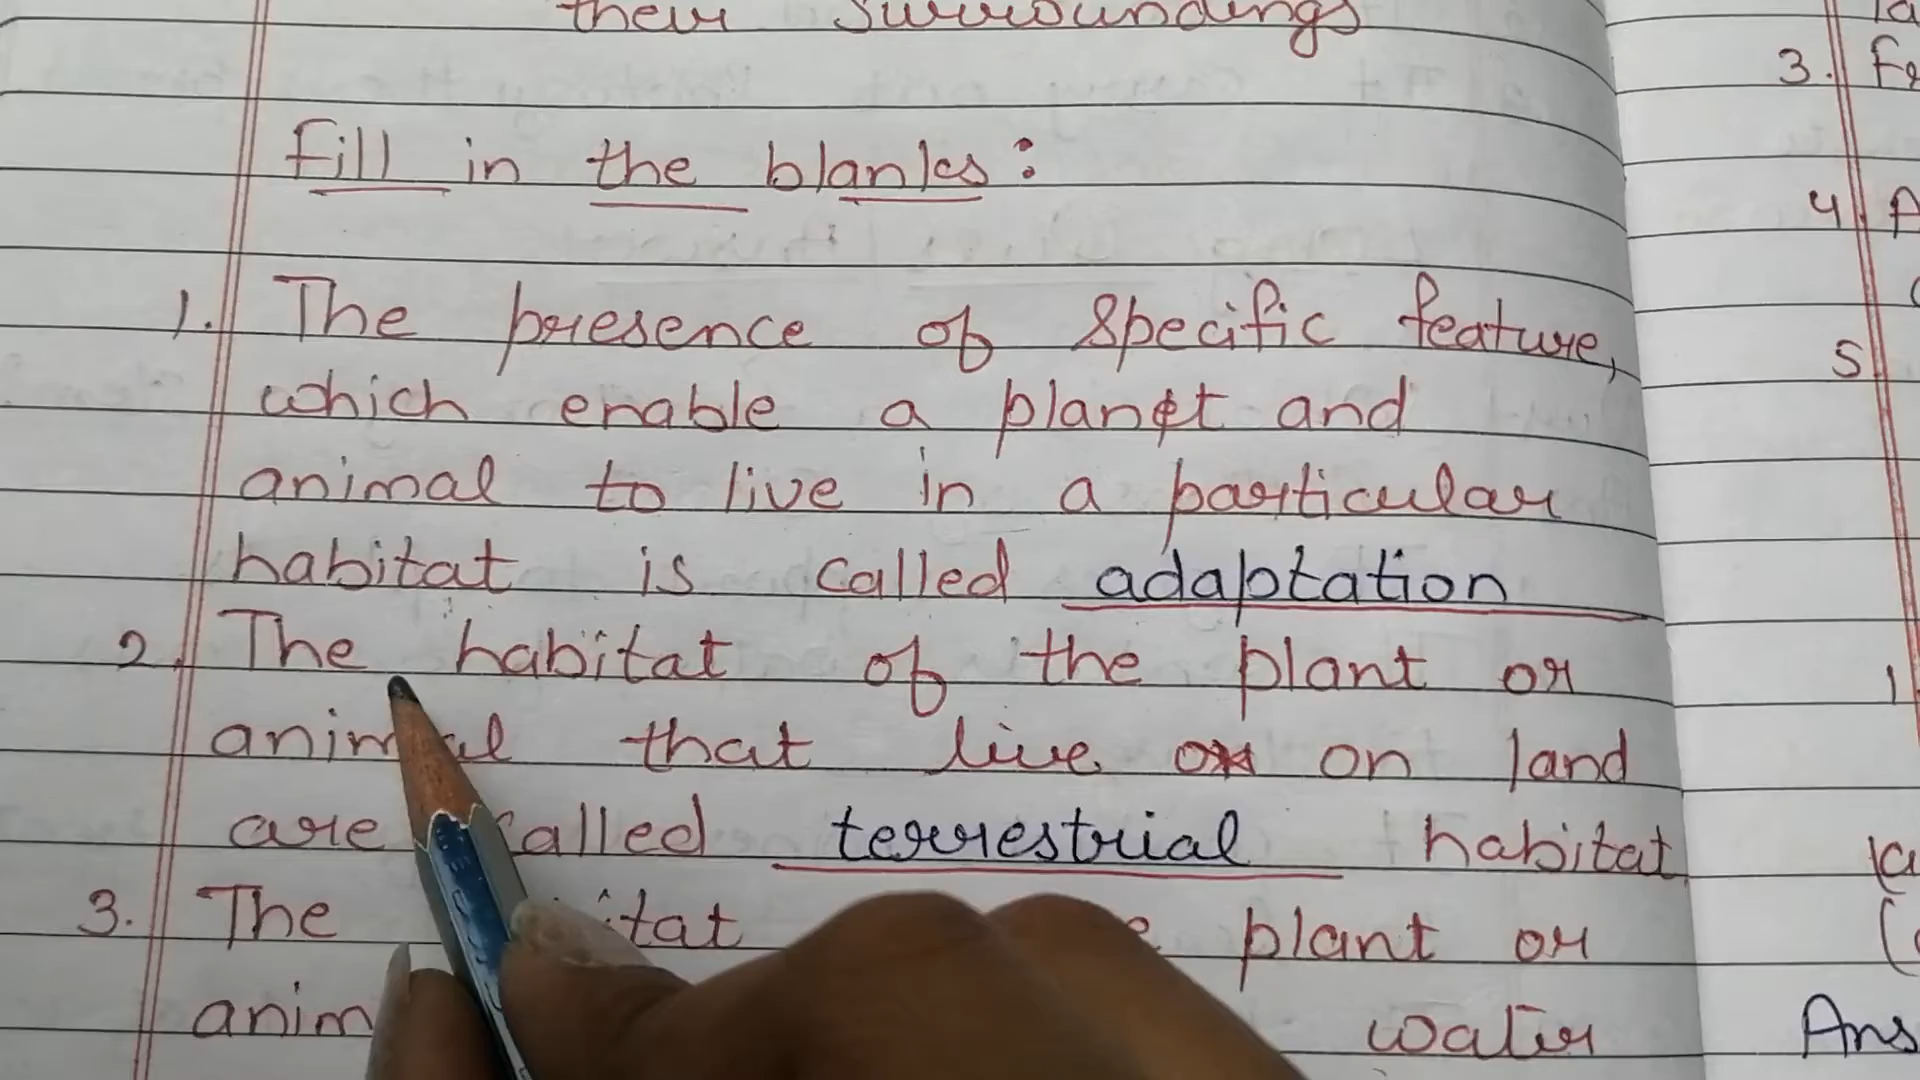 their surroundings
Fill in the blanks:
1. The presence of specific feature,
which enable a plant and
animal to live in a particular
habitat is called adaptation
2. The habitat of the plant or
animal that live on land
are called terrestrial habitat
3. The plant or
water
3.
4
5
1
Ans